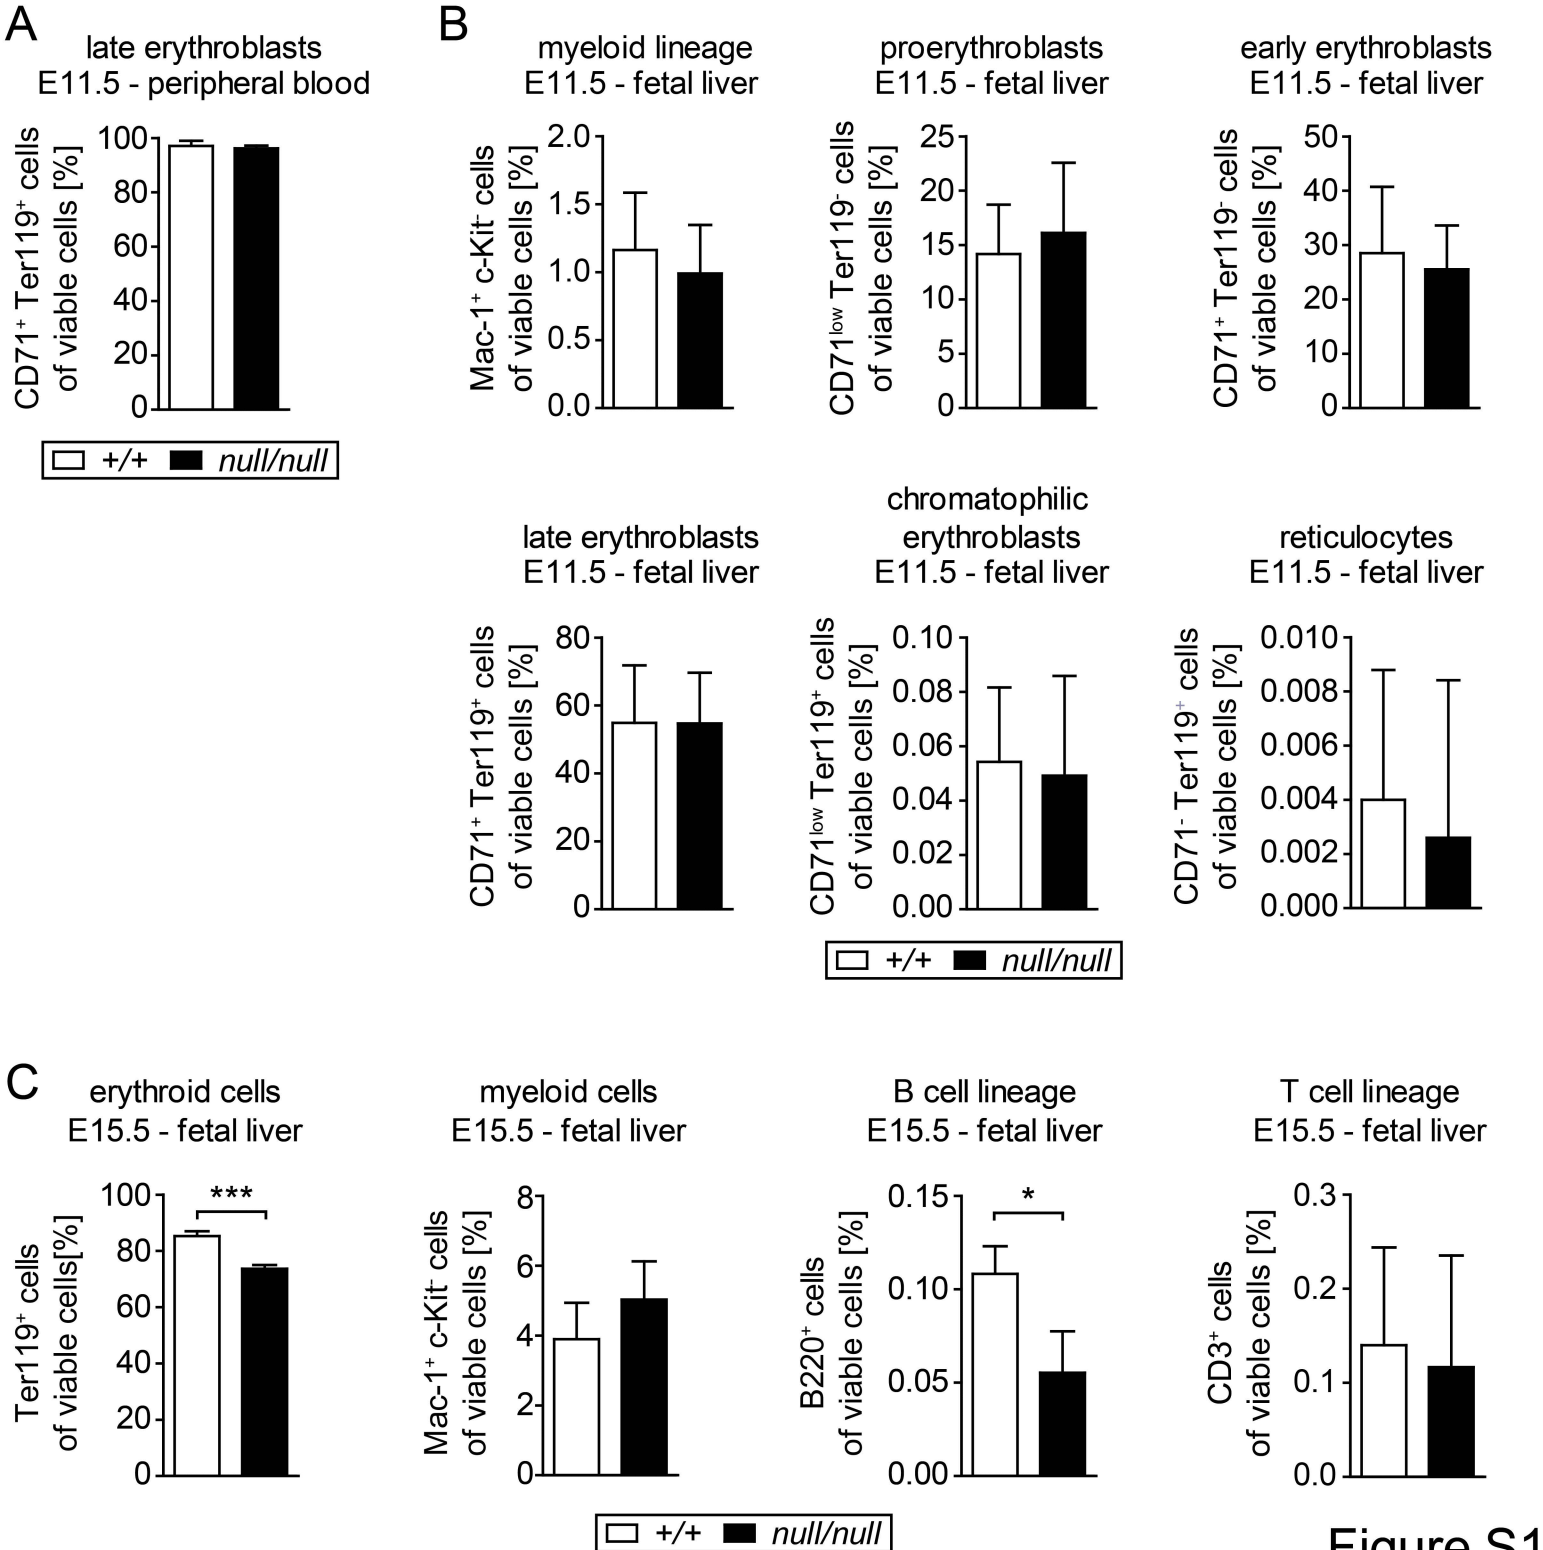 A
late erythroblasts
E11.5 - peripheral blood
CD71⁺ Ter119⁺ cells
of viable cells [%]
100
80
60
40
20
0
+/+ null/null
B
myeloid lineage
E11.5 - fetal liver
Mac-1⁺ c-Kit⁻ cells
of viable cells [%]
2.0
1.5
1.0
0.5
0.0
proerythroblasts
E11.5 - fetal liver
CD71ˡᵒʷ Ter119⁻ cells
of viable cells [%]
25
20
15
10
5
0
early erythroblasts
E11.5 - fetal liver
CD71⁺ Ter119⁻ cells
of viable cells [%]
50
40
30
20
10
0
late erythroblasts
E11.5 - fetal liver
CD71⁺ Ter119⁺ cells
of viable cells [%]
80
60
40
20
0
chromatophilic
erythroblasts
E11.5 - fetal liver
CD71ˡᵒʷ Ter119⁺ cells
of viable cells [%]
0.10
0.08
0.06
0.04
0.02
0.00
reticulocytes
E11.5 - fetal liver
CD71⁻ Ter119⁺ cells
of viable cells [%]
0.010
0.008
0.006
0.004
0.002
0.000
+/+ null/null
C
erythroid cells
E15.5 - fetal liver
Ter119⁺ cells
of viable cells[%]
100
80
60
40
20
0
***
myeloid cells
E15.5 - fetal liver
Mac-1⁺ c-Kit⁻ cells
of viable cells [%]
8
6
4
2
0
B cell lineage
E15.5 - fetal liver
B220⁺ cells
of viable cells [%]
0.15
0.10
0.05
0.00
*
T cell lineage
E15.5 - fetal liver
CD3⁺ cells
of viable cells [%]
0.3
0.2
0.1
0.0
+/+ null/null
Figure S1